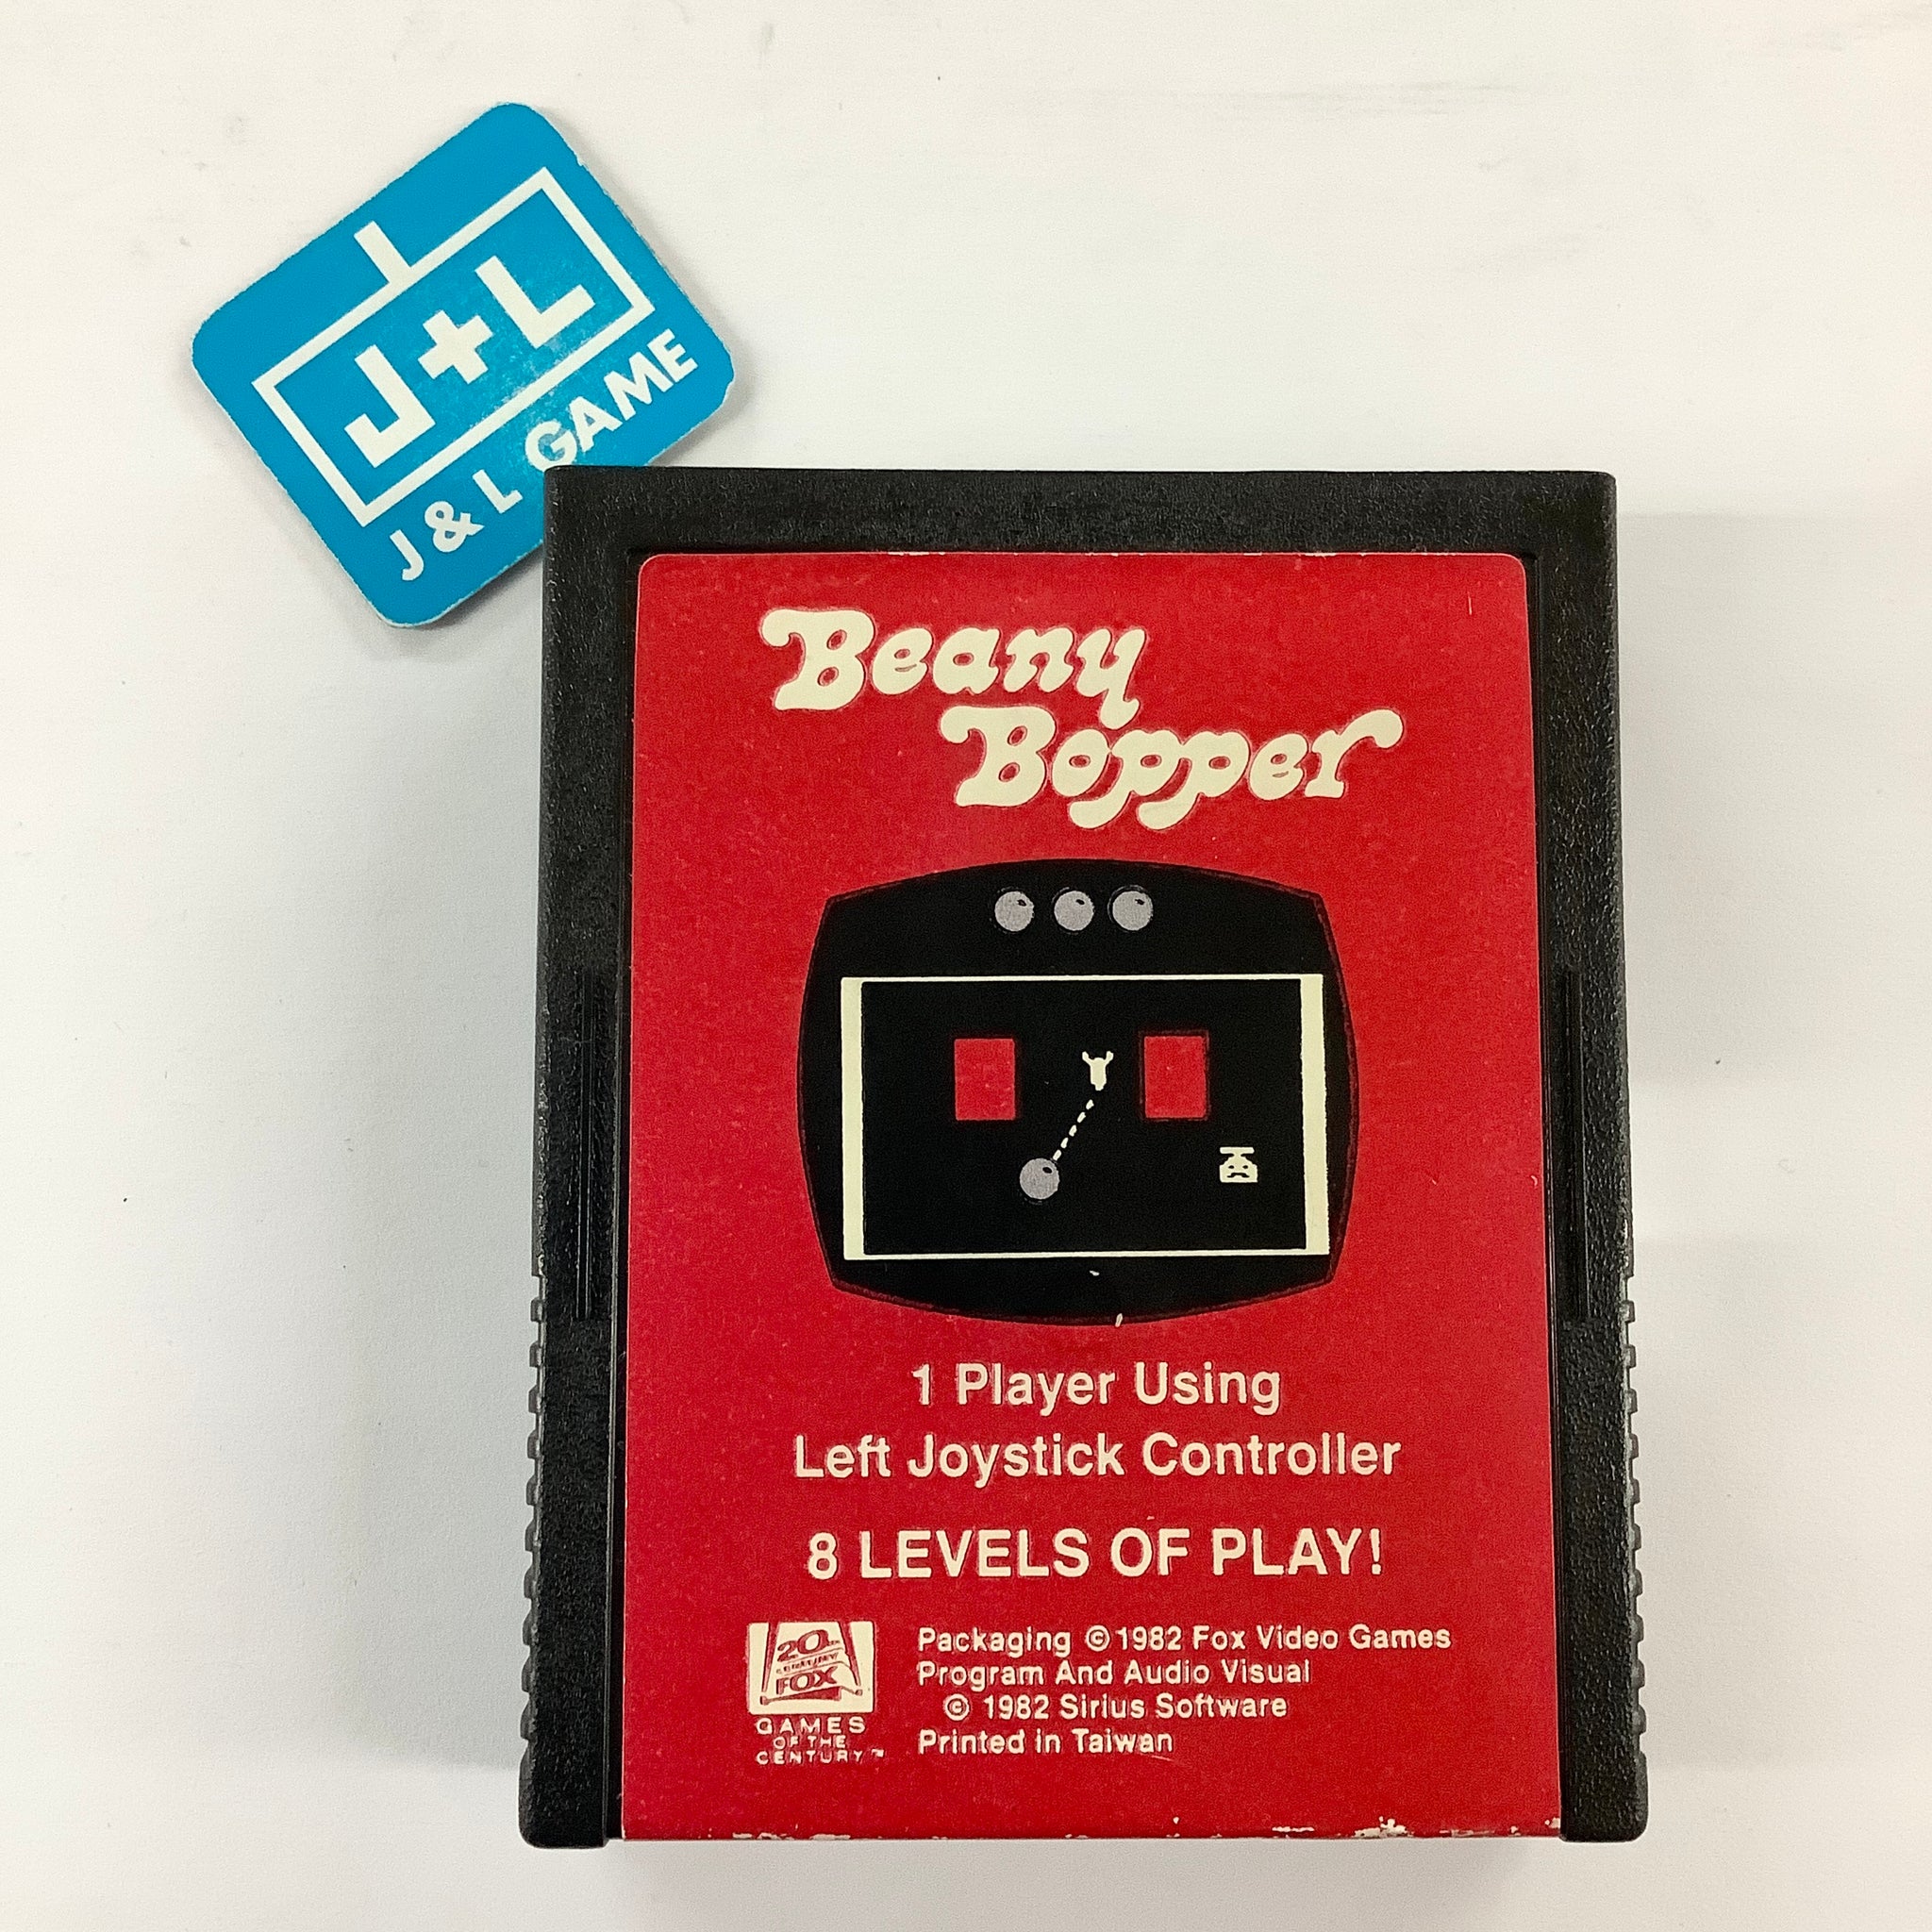 J+L
J & L GAME
Beany
Bopper
1 Player Using
Left Joystick Controller
8 LEVELS OF PLAY!
20th
CENTURY
FOX
GAMES
OF THE
CENTURY™
Packaging © 1982 Fox Video Games
Program And Audio Visual
© 1982 Sirius Software
Printed in Taiwan